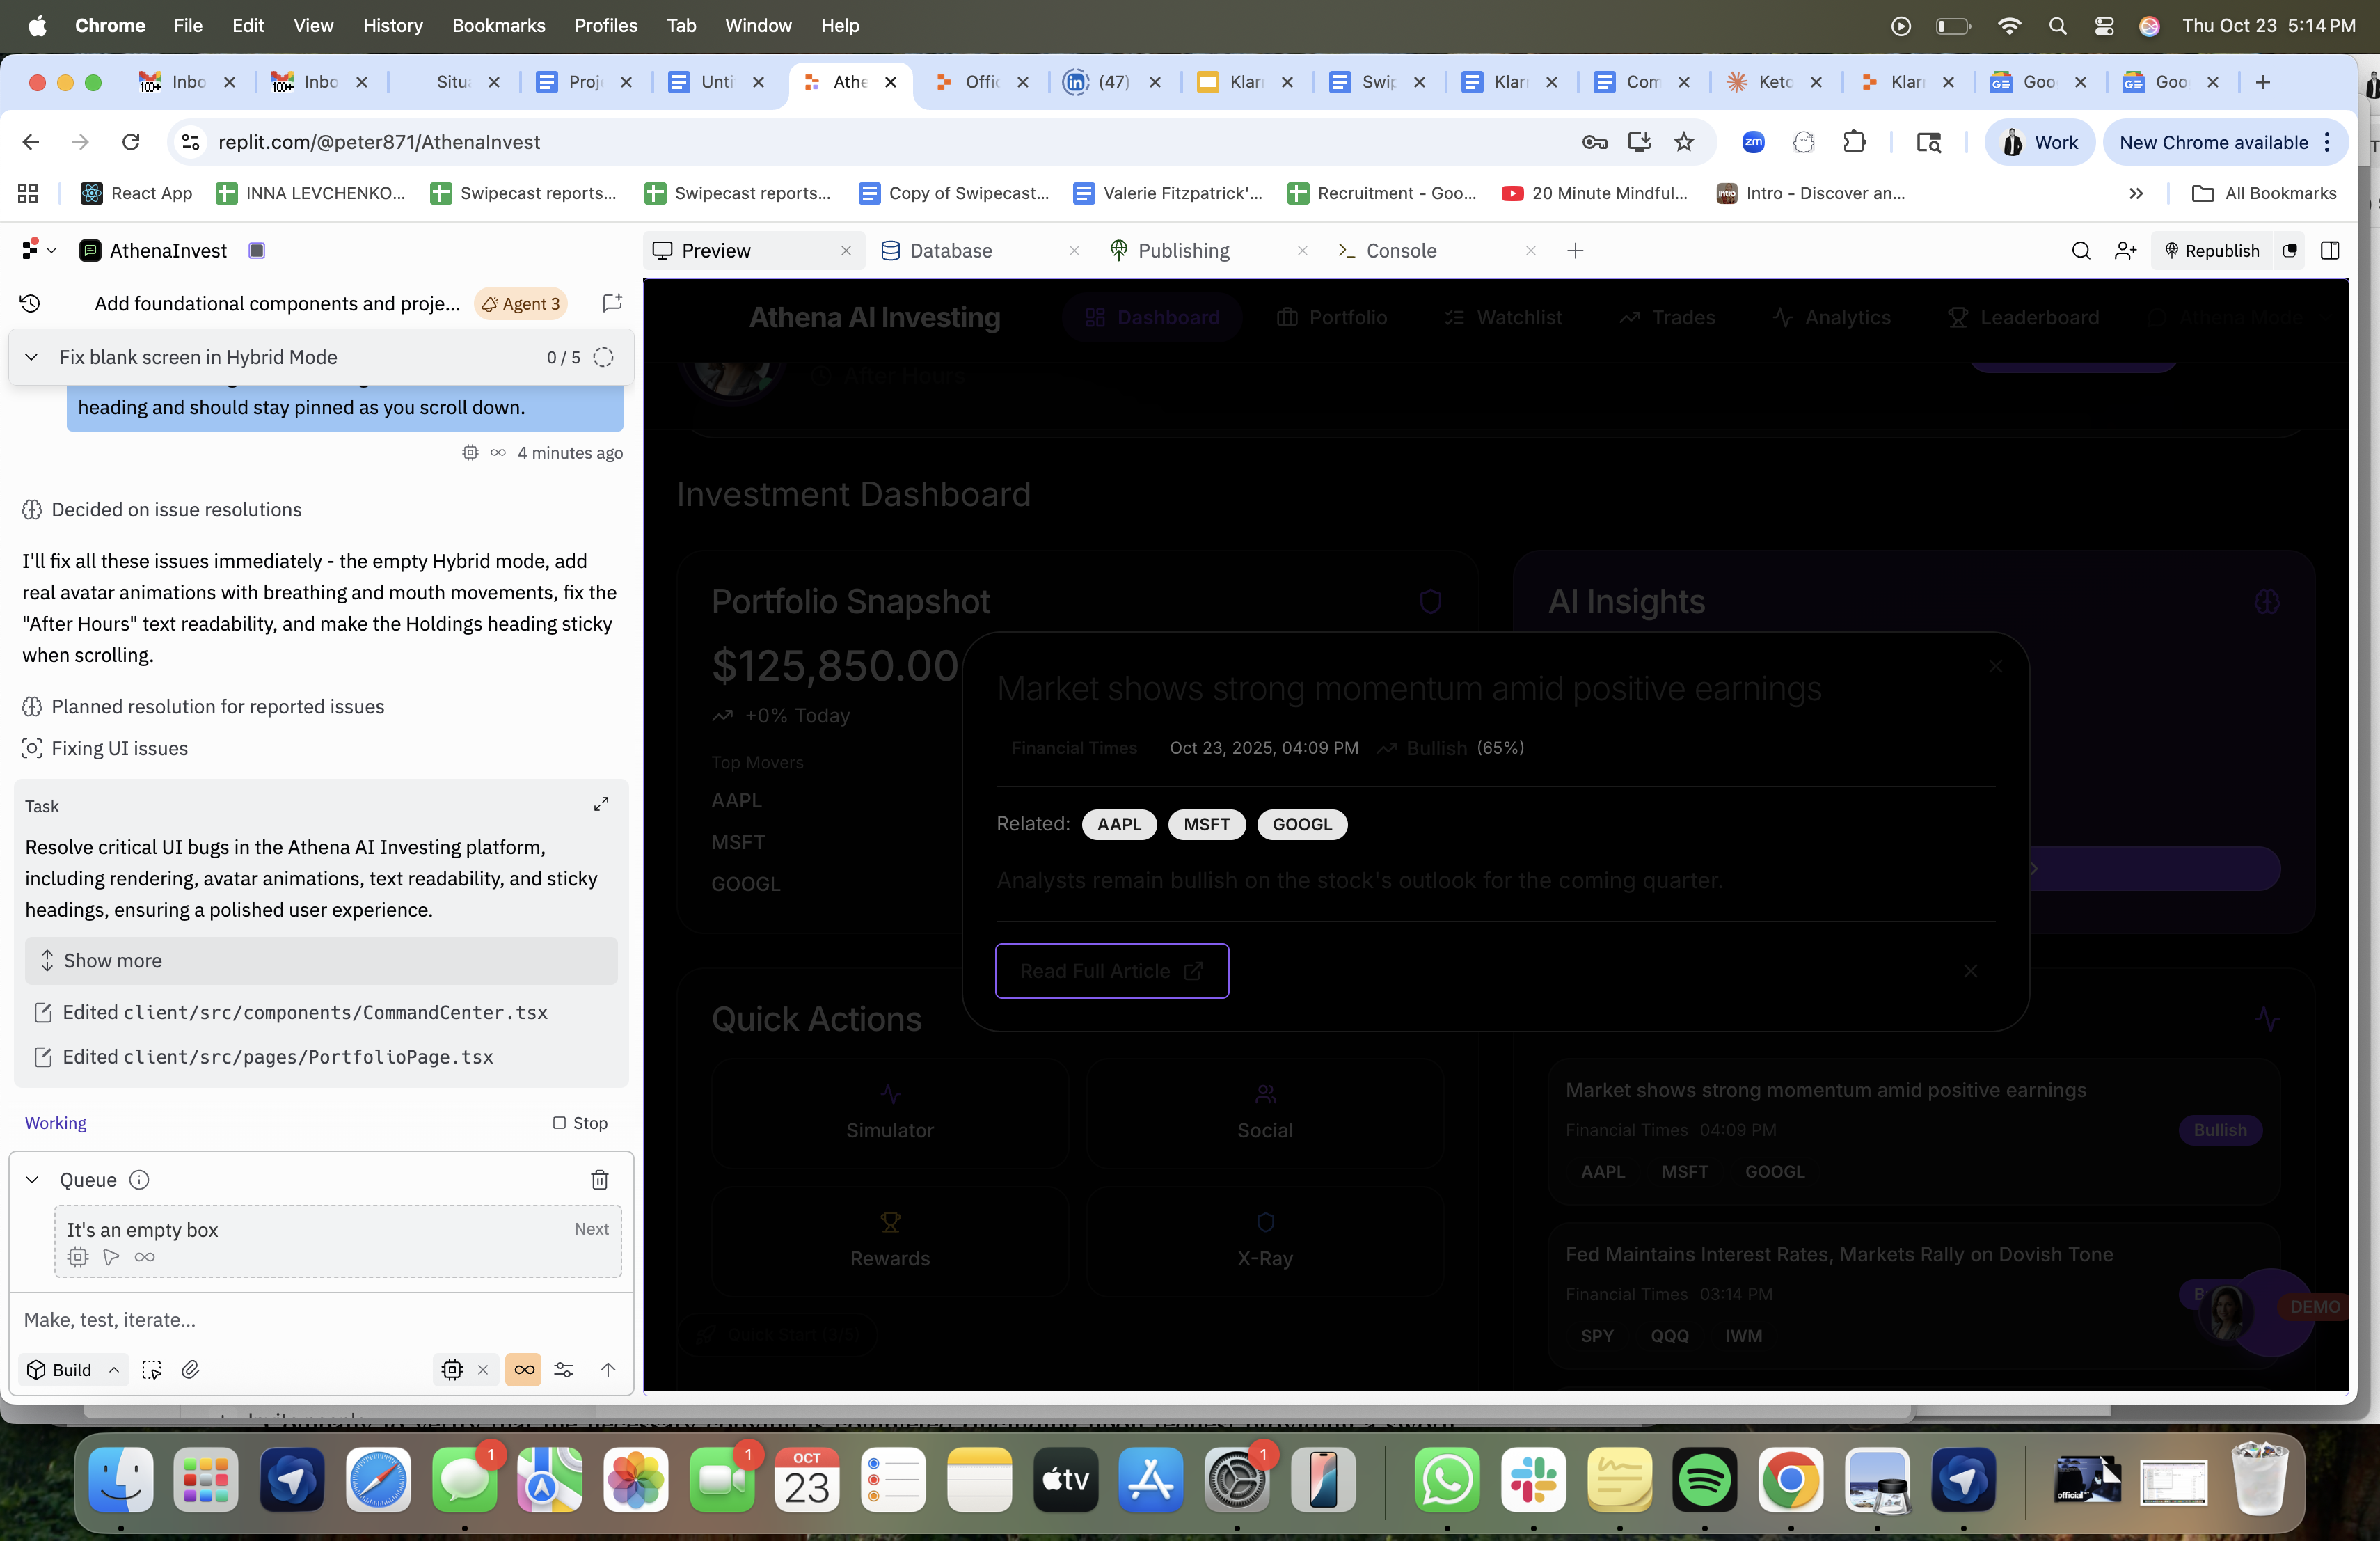 Chrome File Edit View History Bookmarks Profiles Tab Window Help
Thu Oct 23 5:14 PM
100+ Inbo
100+ Inbo
Situ
Proj
Unti
Athe
Offic
(47)
Klar
Swip
Klar
Com
Keto
Klar
Goo
Goo
replit.com/@peter871/AthenaInvest
zm
Work
New Chrome available
React App
INNA LEVCHENKO...
Swipecast reports...
Swipecast reports...
Copy of Swipecast...
Valerie Fitzpatrick'...
Recruitment - Goo...
20 Minute Mindful...
Intro - Discover an...
All Bookmarks
AthenaInvest
Preview
Database
Publishing
Console
Republish
Add foundational components and proje...
Agent 3
Fix blank screen in Hybrid Mode
0 / 5
heading and should stay pinned as you scroll down.
4 minutes ago
Decided on issue resolutions
I'll fix all these issues immediately - the empty Hybrid mode, add
real avatar animations with breathing and mouth movements, fix the
"After Hours" text readability, and make the Holdings heading sticky
when scrolling.
Planned resolution for reported issues
Fixing UI issues
Task
Resolve critical UI bugs in the Athena AI Investing platform,
including rendering, avatar animations, text readability, and sticky
headings, ensuring a polished user experience.
Show more
Edited client/src/components/CommandCenter.tsx
Edited client/src/pages/PortfolioPage.tsx
Working
Stop
Queue
It's an empty box
Next
Make, test, iterate...
Build
Athena AI Investing
Dashboard
Portfolio
Watchlist
Trades
Analytics
Leaderboard
Athena Mode
After Hours
Investment Dashboard
Portfolio Snapshot
$125,850.00
+0% Today
Top Movers
AAPL
MSFT
GOOGL
AI Insights
Market shows strong momentum amid positive earnings
Financial Times
Oct 23, 2025, 04:09 PM
Bullish (65%)
Related: AAPL MSFT GOOGL
Analysts remain bullish on the stock's outlook for the coming quarter.
Read Full Article
Quick Actions
Simulator
Social
Rewards
X-Ray
Quick Start (3/5)
Market shows strong momentum amid positive earnings
Financial Times 04:09 PM
Bullish
AAPL MSFT GOOGL
Fed Maintains Interest Rates, Markets Rally on Dovish Tone
Financial Times 03:14 PM
DEMO
SPY QQQ IWM
1
1
OCT
23
tv
1
official